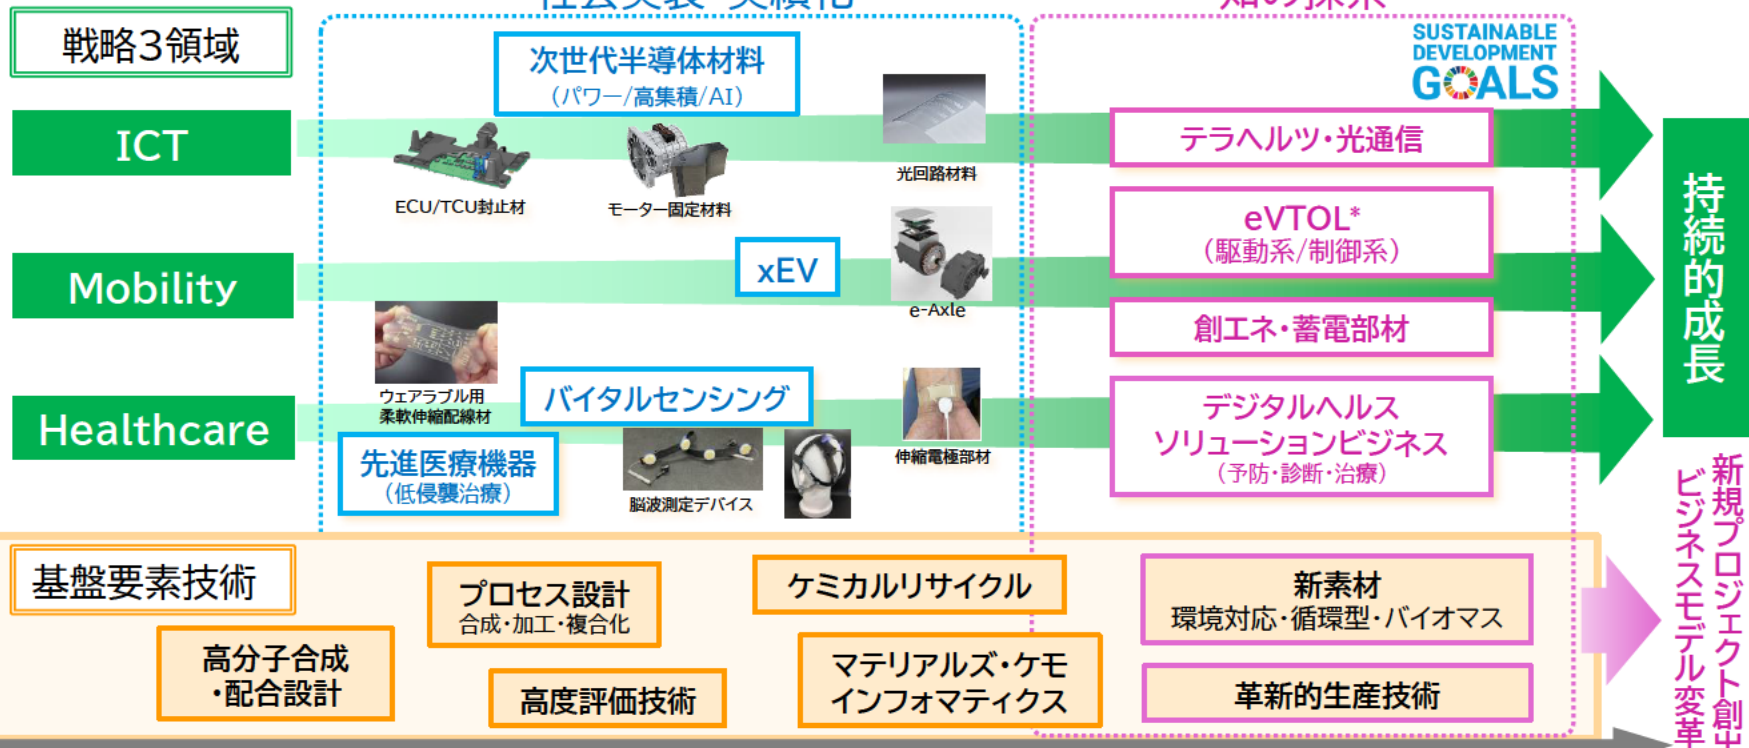 社会実装・実績化
知の探索
戦略3領域
SUSTAINABLE
DEVELOPMENT
GOALS
次世代半導体材料
(パワー/高集積/AI)
ICT
テラヘルツ・光通信
光回路材料
ECU/TCU封止材
モーター固定材料
eVTOL*
(駆動系/制御系)
xEV
Mobility
e-Axle
創エネ・蓄電部材
持続的成長
ウェアラブル用
柔軟伸縮配線材
バイタルセンシング
Healthcare
デジタルヘルス
ソリューションビジネス
(予防・診断・治療)
先進医療機器
(低侵襲治療)
伸縮電極部材
脳波測定デバイス
新規プロジェクト創出
ビジネスモデル変革
基盤要素技術
プロセス設計
合成・加工・複合化
ケミカルリサイクル
新素材
環境対応・循環型・バイオマス
高分子合成
・配合設計
高度評価技術
マテリアルズ・ケモ
インフォマティクス
革新的生産技術